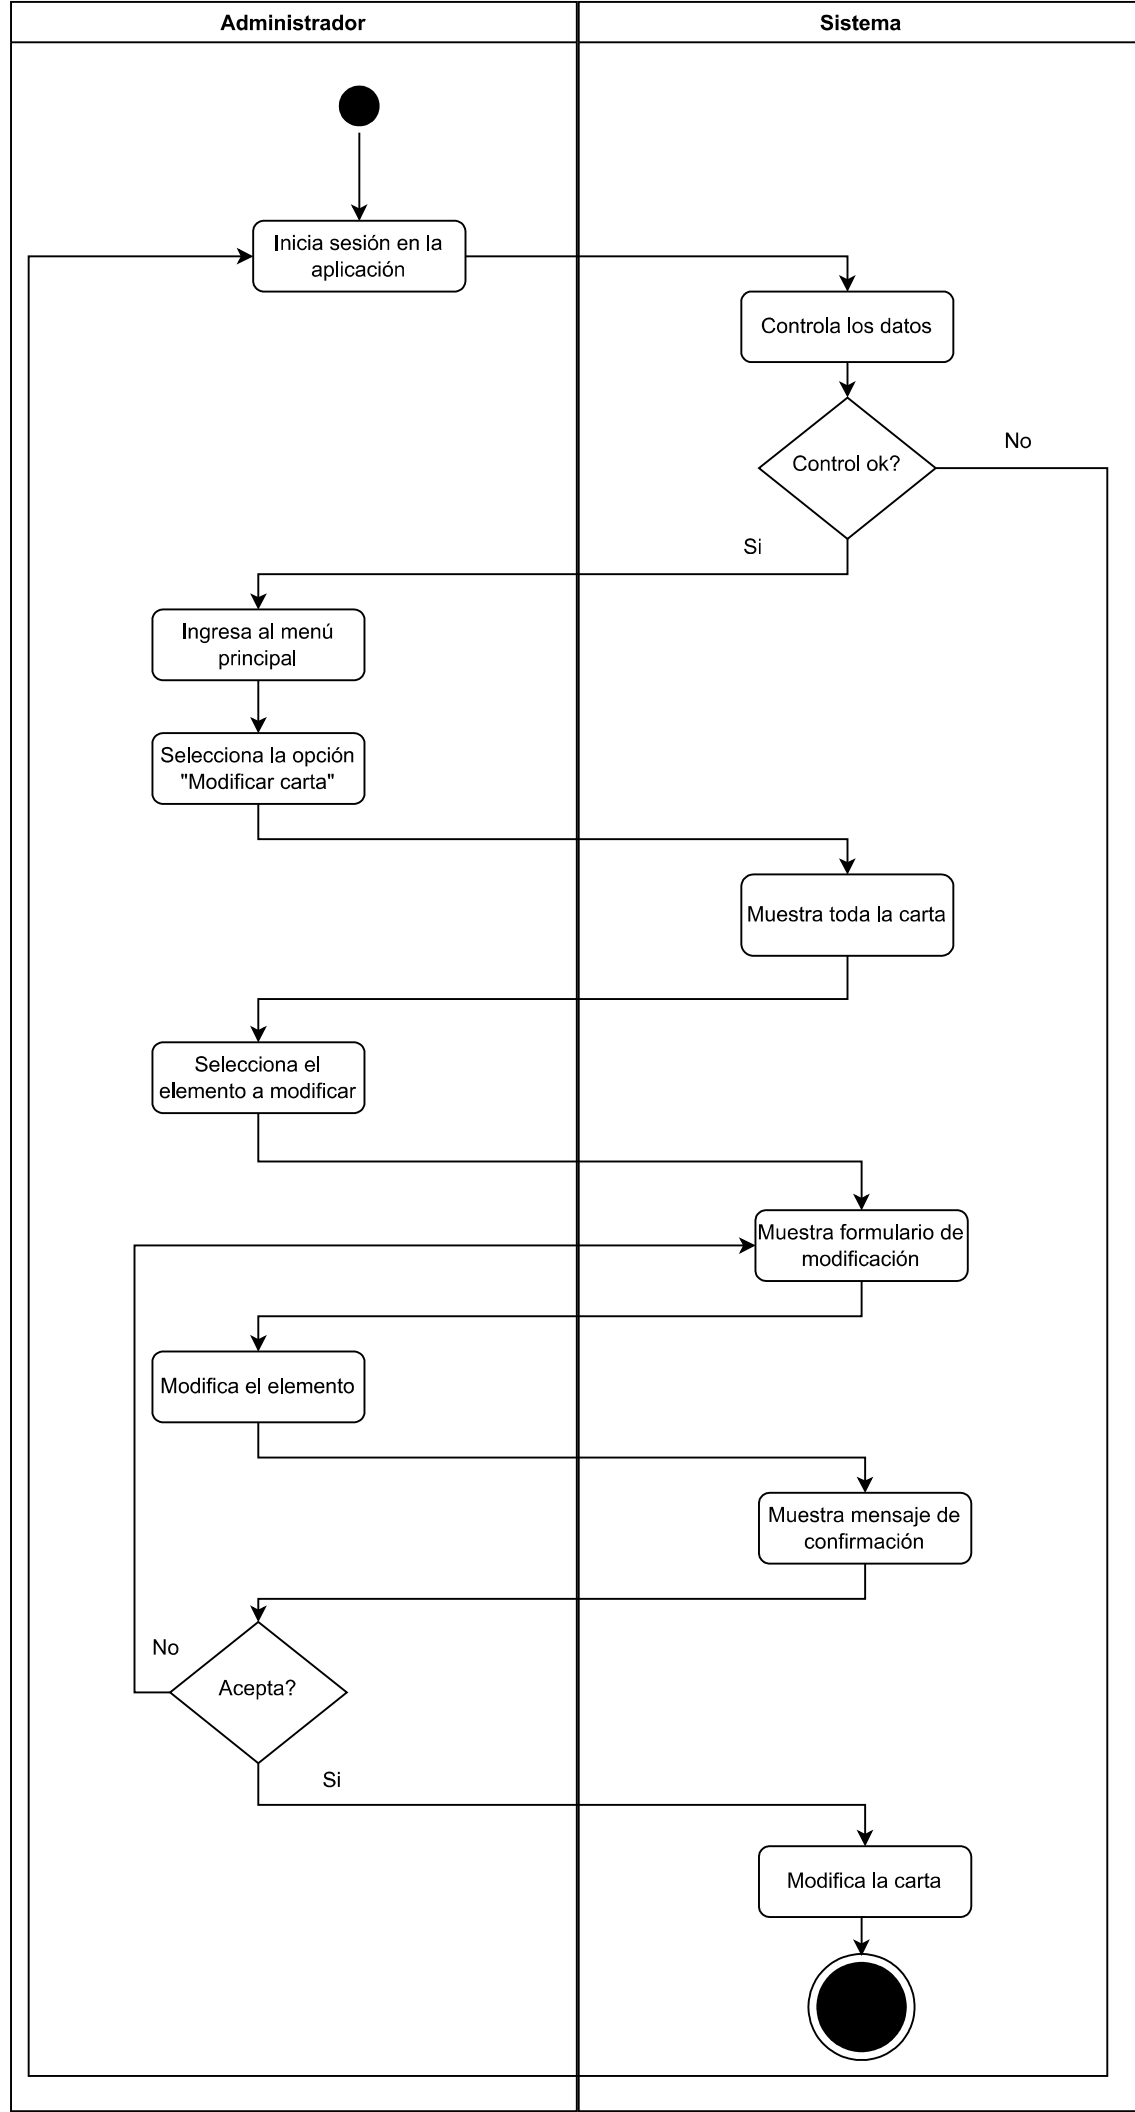 Administrador
Sistema
Inicia sesión en la
aplicación
Controla los datos
Control ok?
No
Si
Ingresa al menú
principal
Selecciona la opción
"Modificar carta"
Muestra toda la carta
Selecciona el
elemento a modificar
Muestra formulario de
modificación
Modifica el elemento
Muestra mensaje de
confirmación
No
Acepta?
Si
Modifica la carta